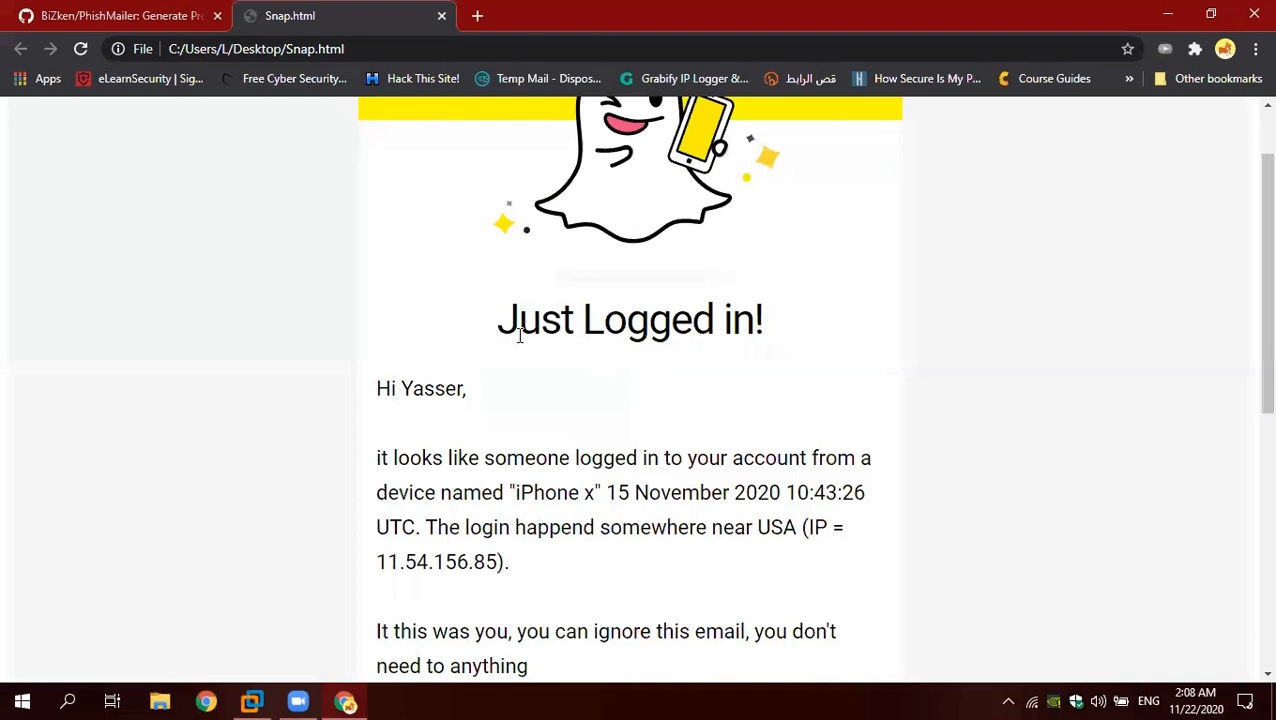 BiZken/PhishMailer: Generate Pr
Snap.html
File
C:/Users/L/Desktop/Snap.html
Apps
eLearnSecurity | Sig...
Free Cyber Security...
Hack This Site!
Temp Mail - Dispos...
Grabify IP Logger &...
قص الرابط
How Secure Is My P...
Course Guides
»
Other bookmarks
Just Logged in!
Hi Yasser,
it looks like someone logged in to your account from a
device named "iPhone x" 15 November 2020 10:43:26
UTC. The login happend somewhere near USA (IP =
11.54.156.85).
It this was you, you can ignore this email, you don't
need to anything
ENG
2:08 AM
11/22/2020